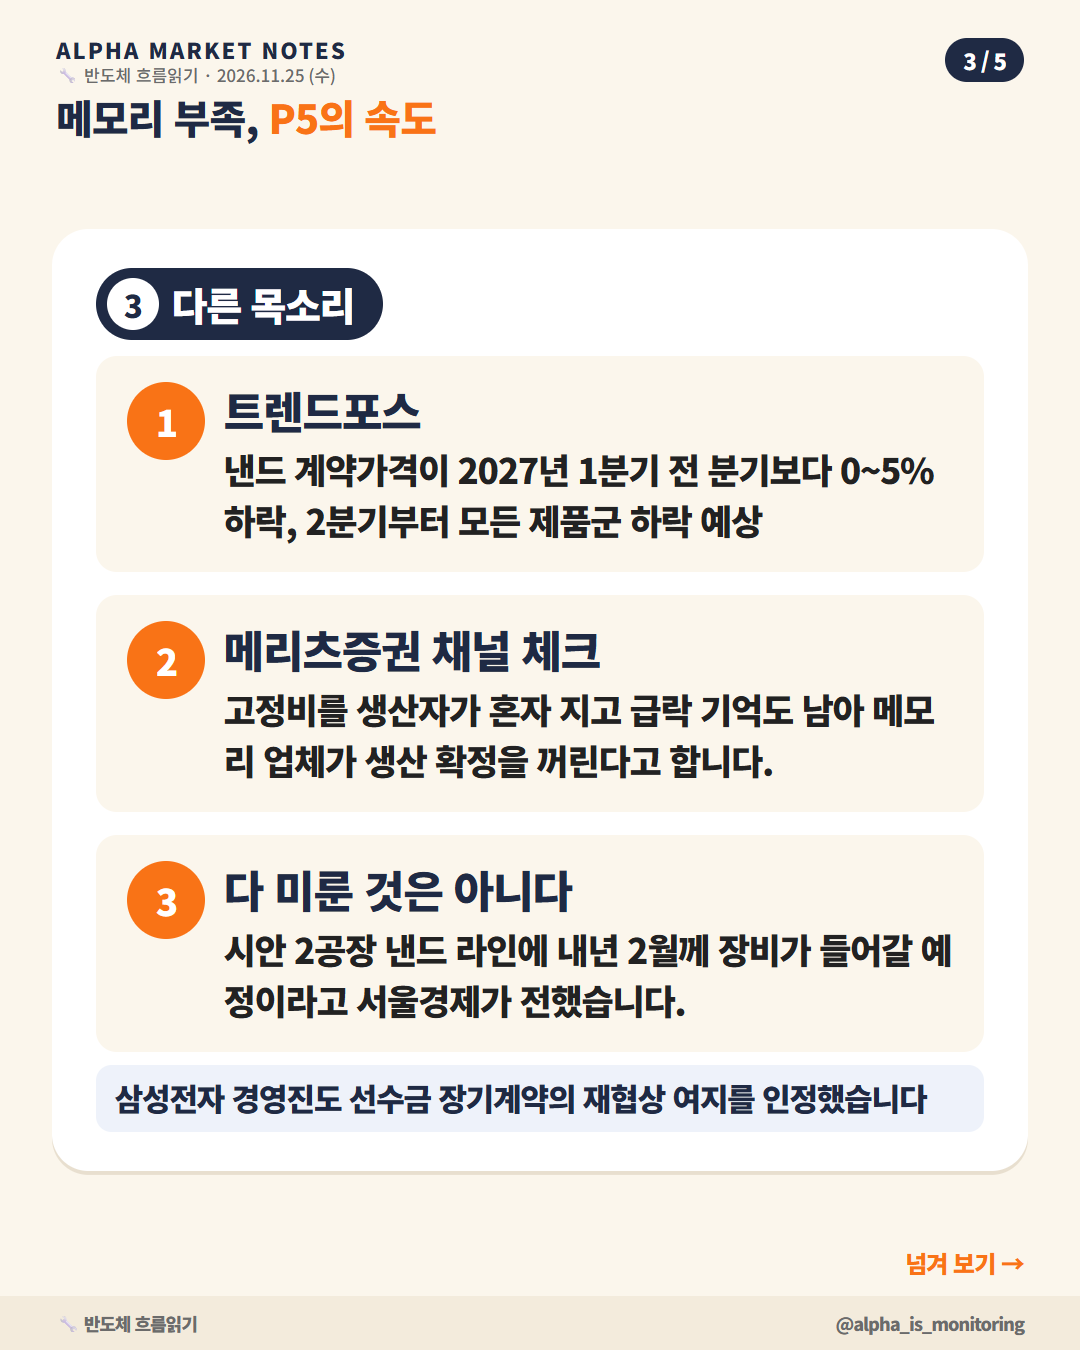 ALPHA MARKET NOTES
🔧 반도체 흐름읽기 · 2026.11.25 (수)
메모리 부족, P5의 속도
3 / 5
3 다른 목소리
1 트렌드포스
낸드 계약가격이 2027년 1분기 전 분기보다 0~5%
하락, 2분기부터 모든 제품군 하락 예상
2 메리츠증권 채널 체크
고정비를 생산자가 혼자 지고 급락 기억도 남아 메모
리 업체가 생산 확정을 꺼린다고 합니다.
3 다 미룬 것은 아니다
시안 2공장 낸드 라인에 내년 2월께 장비가 들어갈 예
정이라고 서울경제가 전했습니다.
삼성전자 경영진도 선수금 장기계약의 재협상 여지를 인정했습니다
넘겨 보기 →
🔧 반도체 흐름읽기
@alpha_is_monitoring